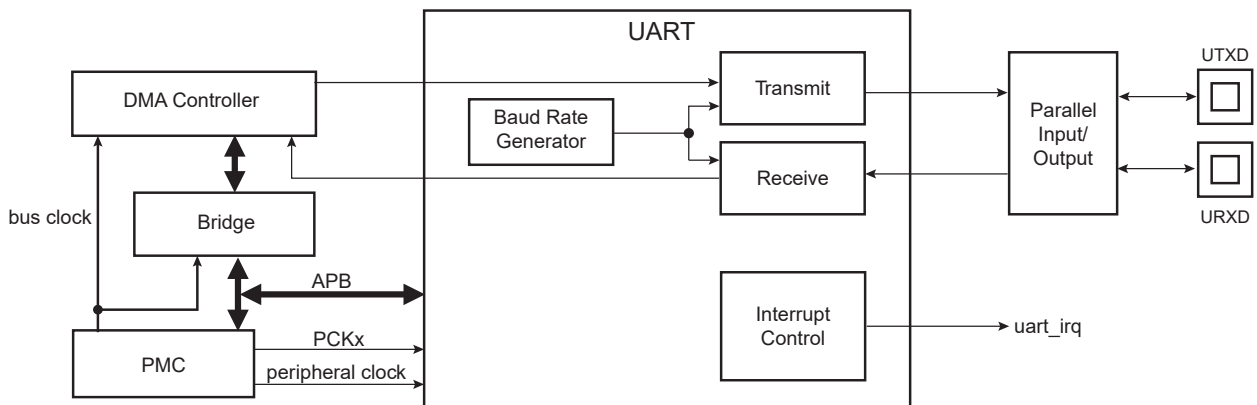 UART
DMA Controller
Transmit
Baud Rate
Generator
Parallel
Input/
Output
UTXD
Receive
bus clock
Bridge
URXD
APB
Interrupt
Control
uart_irq
PCKx
PMC
peripheral clock